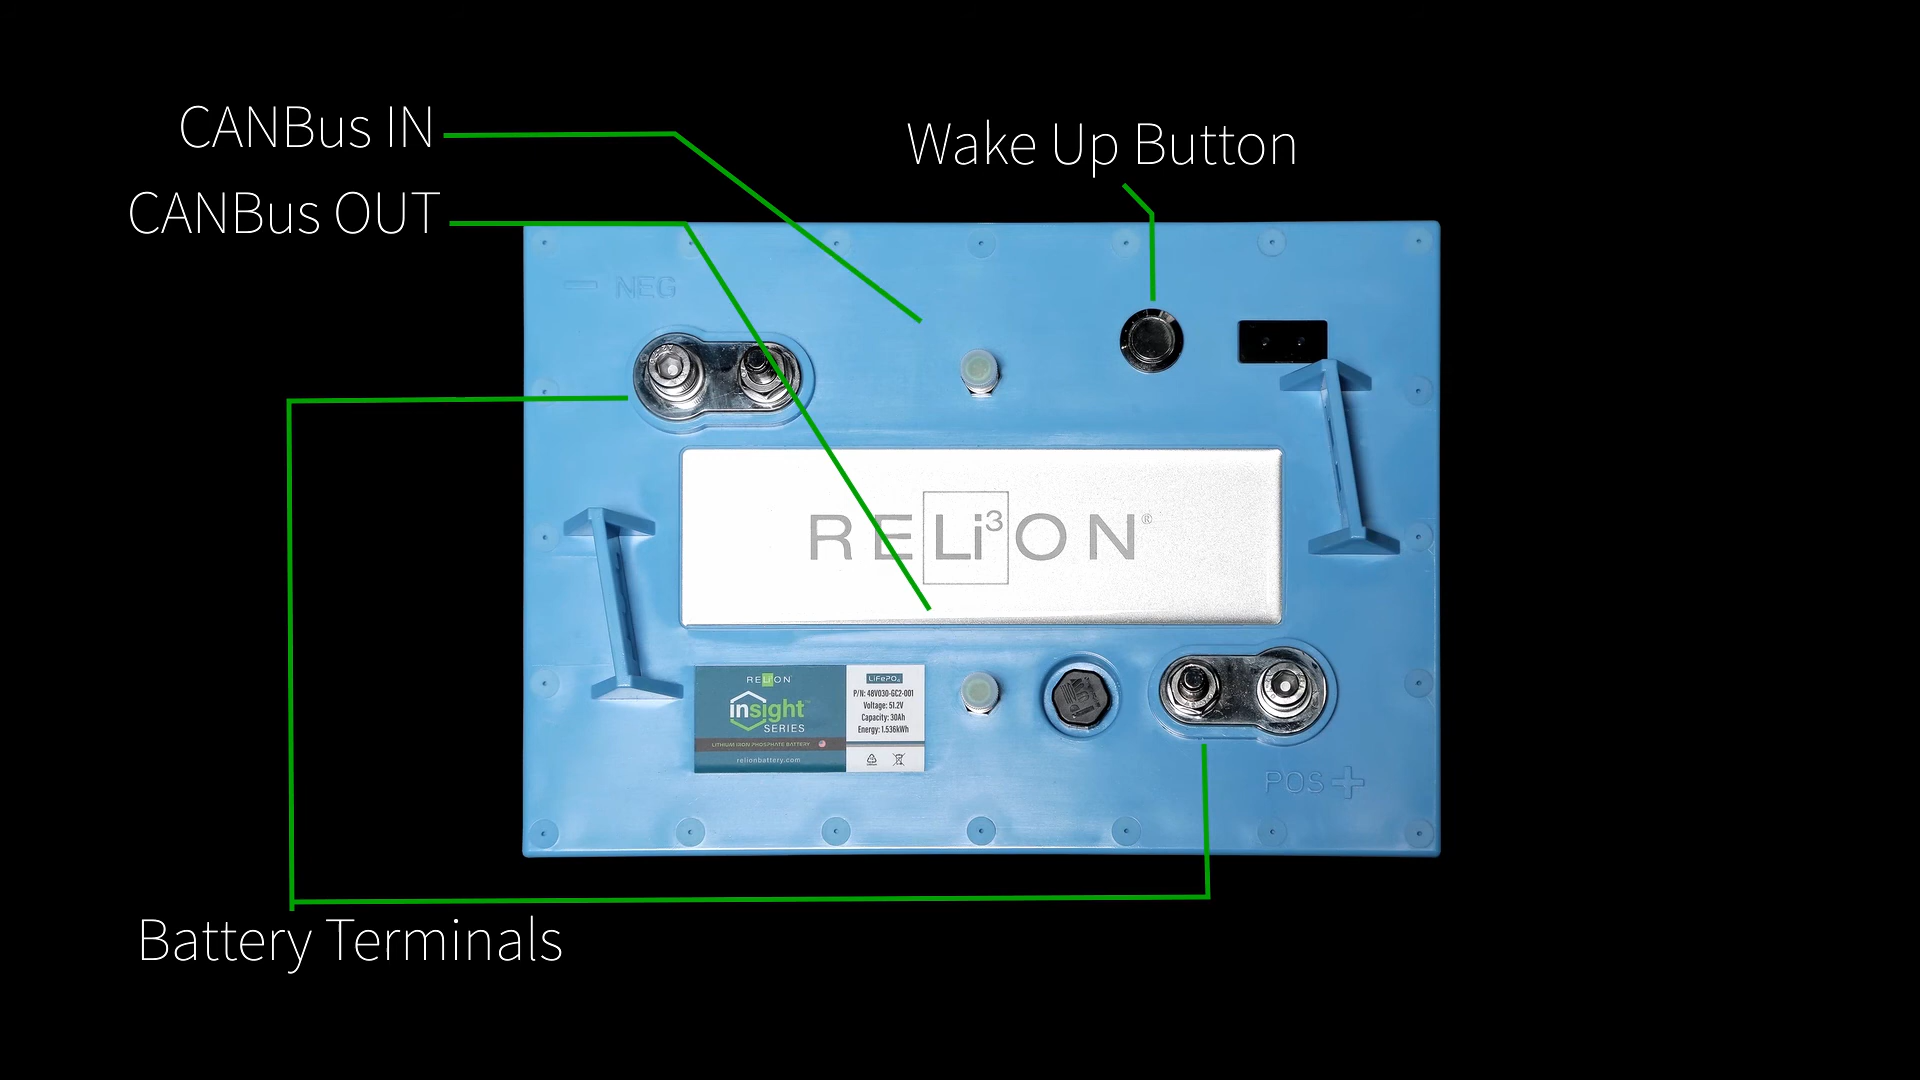 CANBus IN
Wake Up Button
CANBus OUT
NEG
RELi³ON®
RELiON
insight™
SERIES
LITHIUM IRON PHOSPHATE BATTERY
relionbattery.com
LiFePO₄
P/N: 48V030-GC2-001
Voltage: 51.2V
Capacity: 30Ah
Energy: 1.536kWh
POS+
Battery Terminals